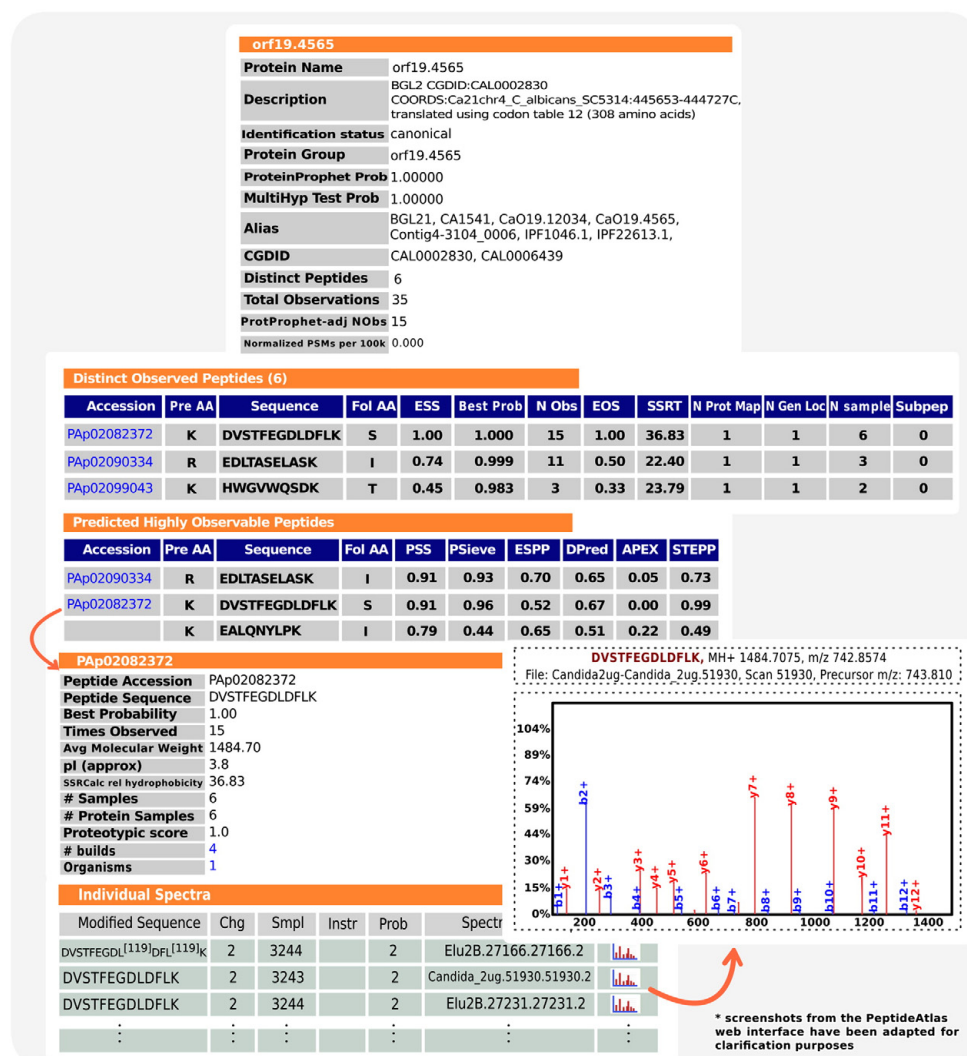 orf19.4565
Protein Name orf19.4565
Description BGL2 CGDID:CAL0002830
COORDS:Ca21chr4_C_albicans_SC5314:445653-444727C,
translated using codon table 12 (308 amino acids)
Identification status canonical
Protein Group orf19.4565
ProteinProphet Prob 1.00000
MultiHyp Test Prob 1.00000
Alias BGL21, CA1541, CaO19.12034, CaO19.4565,
Contig4-3104_0006, IPF1046.1, IPF22613.1,
CGDID CAL0002830, CAL0006439
Distinct Peptides 6
Total Observations 35
ProtProphet-adj NObs 15
Normalized PSMs per 100k 0.000
Distinct Observed Peptides (6)
Accession Pre AA Sequence Fol AA ESS Best Prob N Obs EOS SSRT N Prot Map N Gen Loc N sample Subpep
PAp02082372 K DVSTFEGDLDFLK S 1.00 1.000 15 1.00 36.83 1 1 6 0
PAp02090334 R EDLTASELASK I 0.74 0.999 11 0.50 22.40 1 1 3 0
PAp02099043 K HWGVWQSDK T 0.45 0.983 3 0.33 23.79 1 1 2 0
Predicted Highly Observable Peptides
Accession Pre AA Sequence Fol AA PSS PSieve ESPP DPred APEX STEPP
PAp02090334 R EDLTASELASK I 0.91 0.93 0.70 0.65 0.05 0.73
PAp02082372 K DVSTFEGDLDFLK S 0.91 0.96 0.52 0.67 0.00 0.99
K EALQNYLPK I 0.79 0.44 0.65 0.51 0.22 0.49
PAp02082372
Peptide Accession PAp02082372
Peptide Sequence DVSTFEGDLDFLK
Best Probability 1.00
Times Observed 15
Avg Molecular Weight 1484.70
pI (approx) 3.8
SSRCalc rel hydrophobicity 36.83
# Samples 6
# Protein Samples 6
Proteotypic score 1.0
# builds 4
Organisms 1
DVSTFEGDLDFLK, MH+ 1484.7075, m/z 742.8574
File: Candida2ug-Candida_2ug.51930, Scan 51930, Precursor m/z: 743.810
104%
89%
74%
59%
44%
30%
15%
0%
b1+ y1+ b2+ y2+ b3+ b4+ y3+ y4+ y5+ b5+ y6+ b6+ b7+ y7+ b8+ y8+ b9+ b10+ y9+ y10+ b11+ y11+ b12+ y12+
200 400 600 800 1000 1200 1400
Individual Spectra
Modified Sequence Chg Smpl Instr Prob Spectr
DVSTFEGDL[119]DFL[119]K 2 3244 2 Elu2B.27166.27166.2
DVSTFEGDLDFLK 2 3243 2 Candida_2ug.51930.51930.2
DVSTFEGDLDFLK 2 3244 2 Elu2B.27231.27231.2
: : : : : :
* screenshots from the PeptideAtlas
web interface have been adapted for
clarification purposes